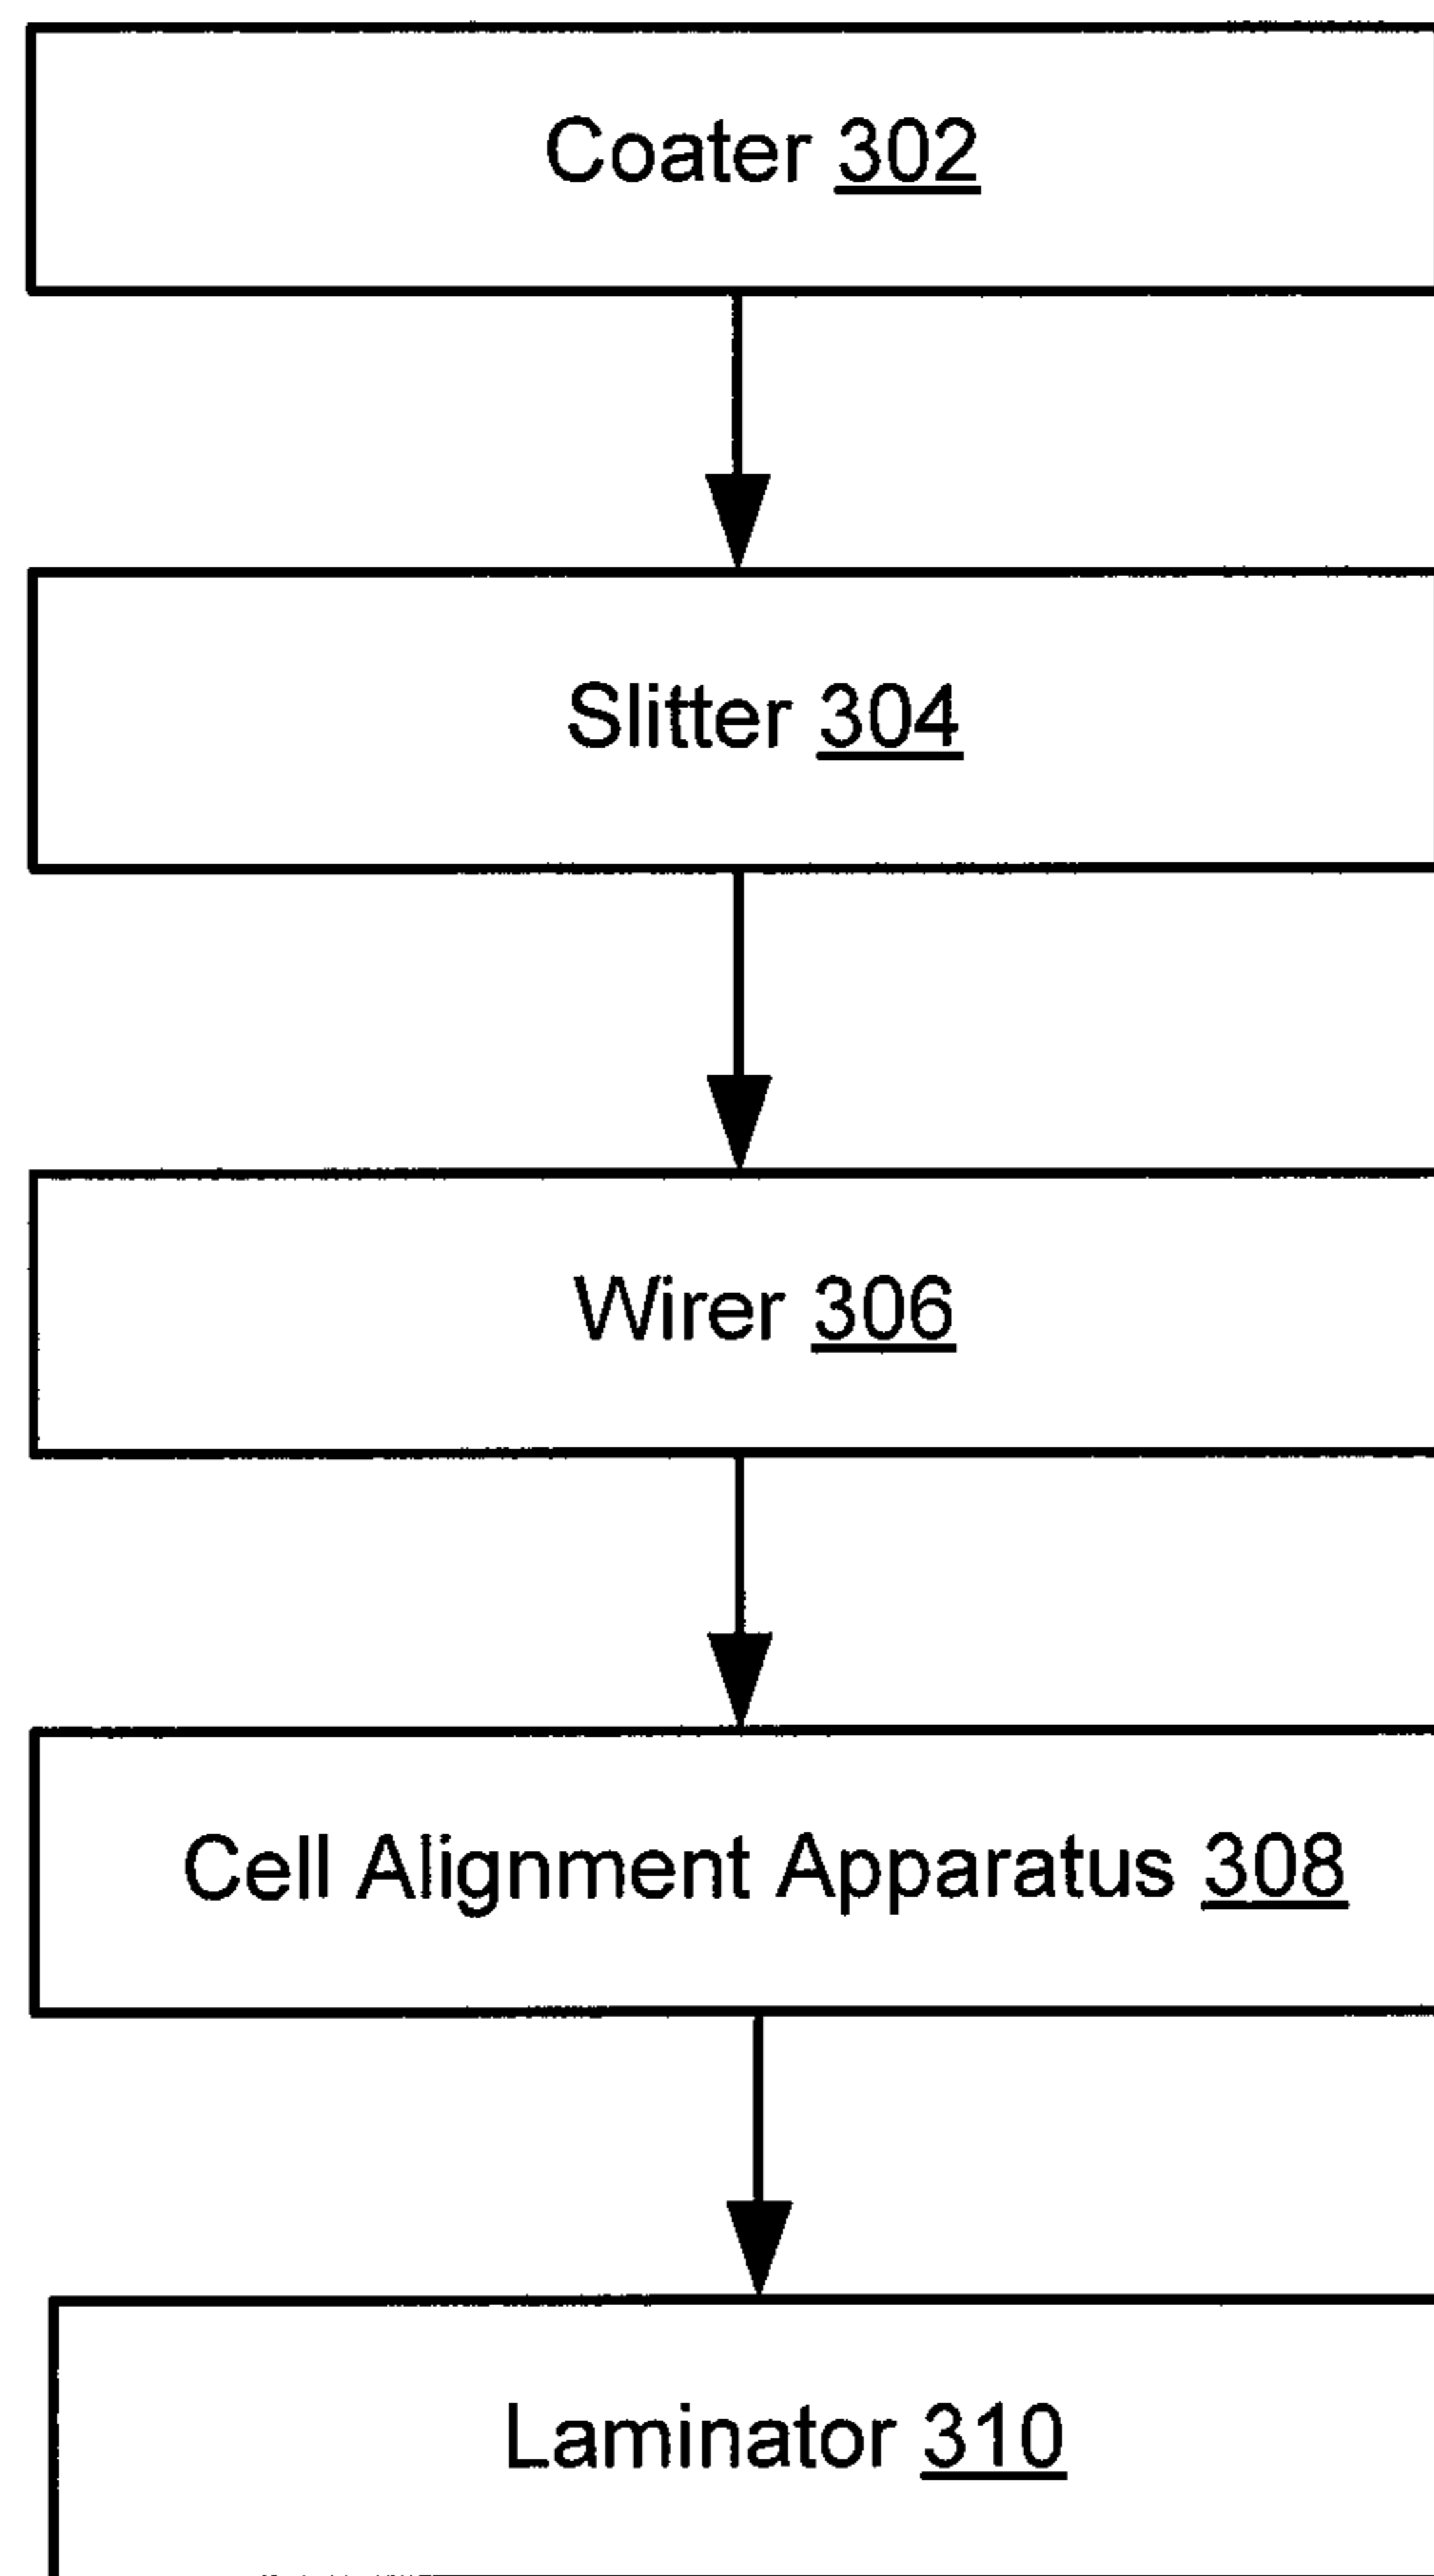 Coater 302
Slitter 304
Wirer 306
Cell Alignment Apparatus 308
Laminator 310